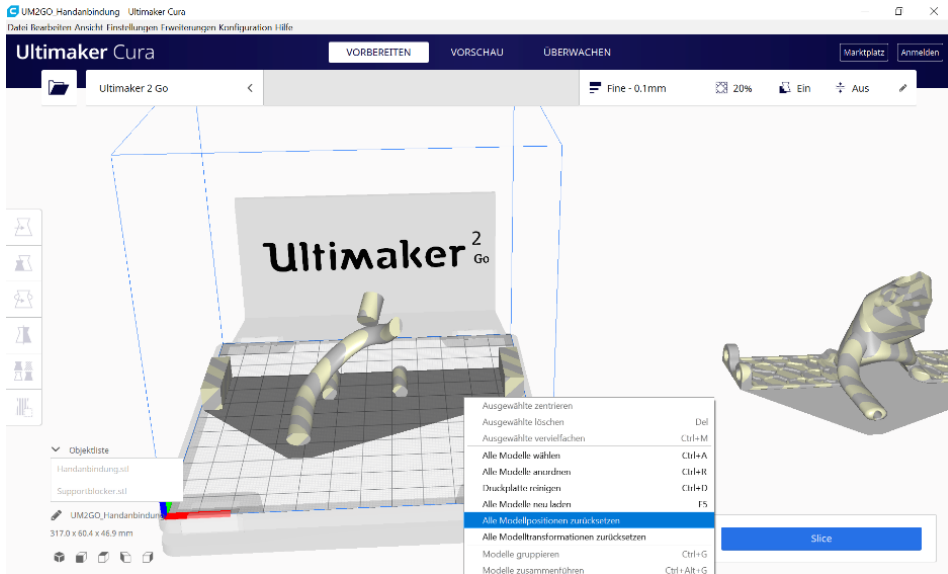 UM2GO_Handanbindung Ultimaker Cura
Datei Bearbeiten Ansicht Einstellungen Erweiterungen Konfiguration Hilfe
Ultimaker Cura
VORBEREITEN VORSCHAU ÜBERWACHEN
Marktplatz Anmelden
Ultimaker 2 Go
Fine - 0.1mm 20% Ein Aus
Ultimaker 2 Go
Ausgewählte zentrieren
Ausgewählte löschen Del
Ausgewählte vervielfachen Ctrl+M
Alle Modelle wählen Ctrl+A
Alle Modelle anordnen Ctrl+R
Druckplatte reinigen Ctrl+D
Alle Modelle neu laden F5
Alle Modellpositionen zurücksetzen
Alle Modelltransformationen zurücksetzen
Modelle gruppieren Ctrl+G
Modelle zusammenführen Ctrl+Alt+G
Objektliste
Handanbindung.stl
Supportblocker.stl
UM2GO_Handanbindun
317.0 x 60.4 x 46.9 mm
Slice